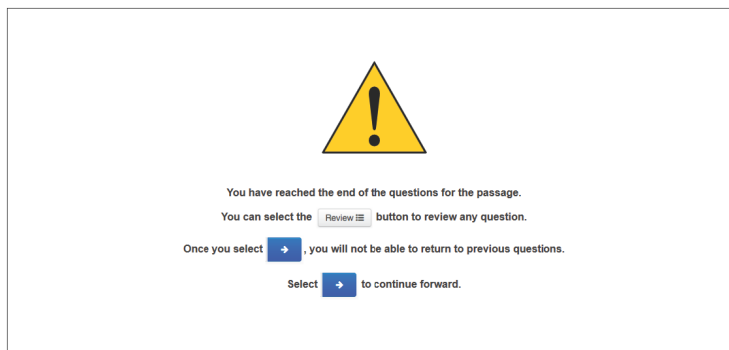 You have reached the end of the questions for the passage.
You can select the Review button to review any question.
Once you select , you will not be able to return to previous questions.
Select to continue forward.